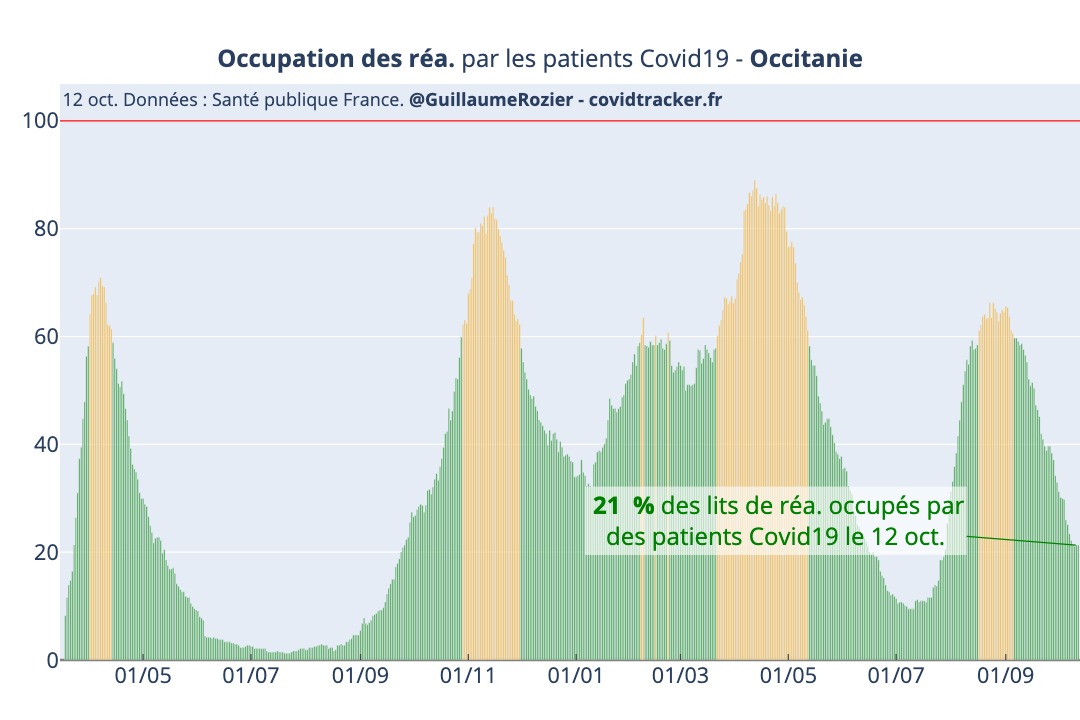 Occupation des réa. par les patients Covid19 - Occitanie
12 oct. Données : Santé publique France. @GuillaumeRozier - covidtracker.fr
100
80
60
40
20
0
21 % des lits de réa. occupés par
des patients Covid19 le 12 oct.
01/05 01/07 01/09 01/11 01/01 01/03 01/05 01/07 01/09